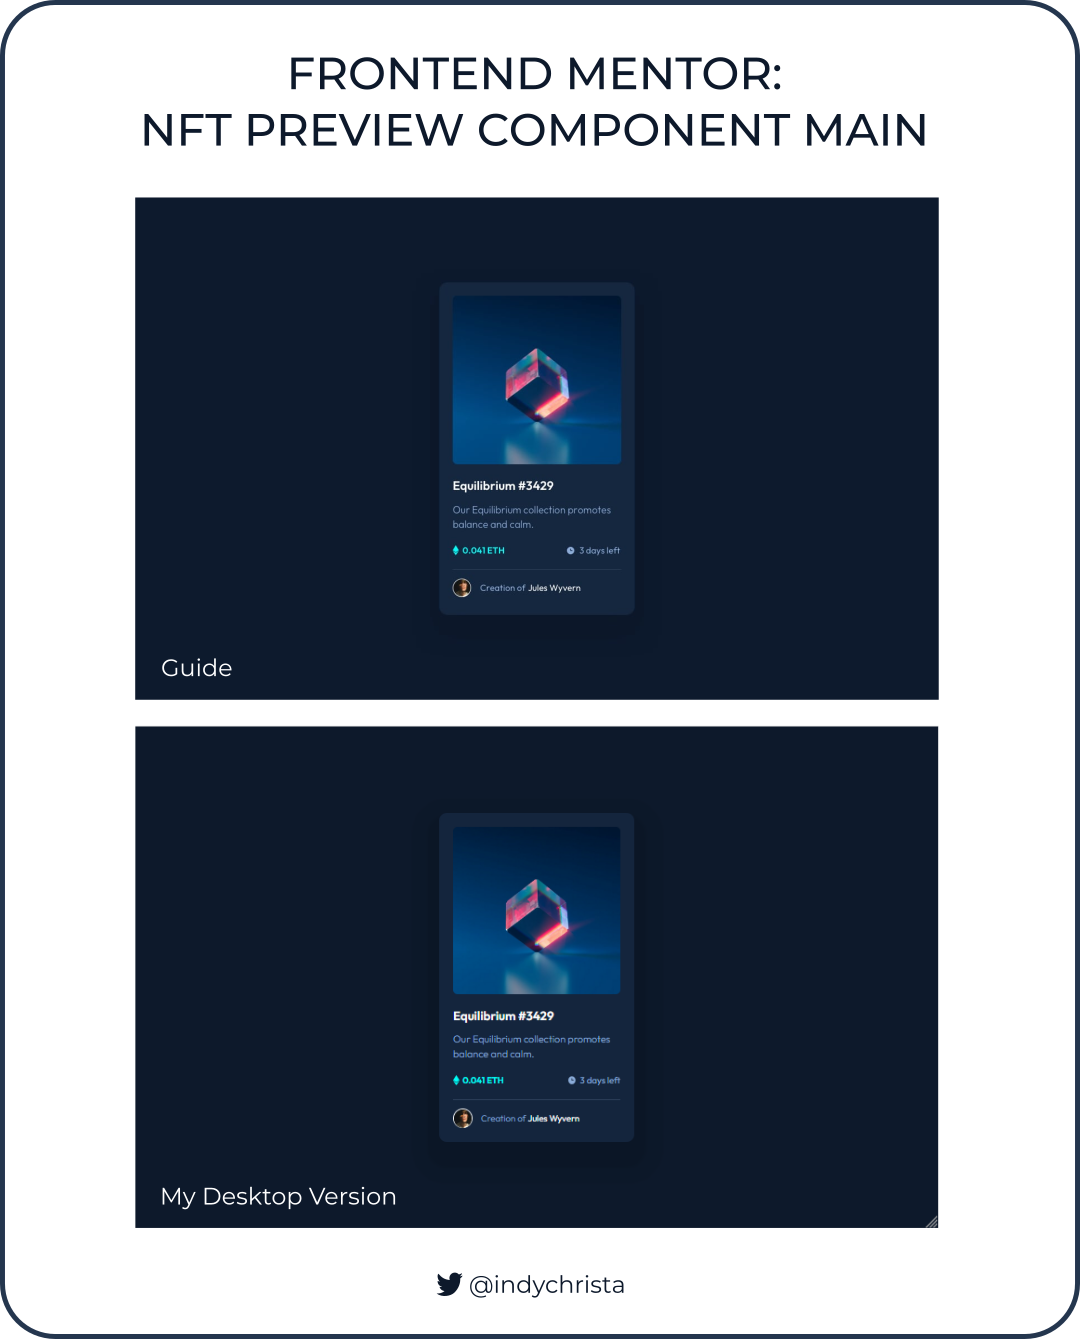 FRONTEND MENTOR:
NFT PREVIEW COMPONENT MAIN
Equilibrium #3429
Our Equilibrium collection promotes
balance and calm.
0.041 ETH 3 days left
Creation of Jules Wyvern
Guide
Equilibrium #3429
Our Equilibrium collection promotes
balance and calm.
0.041 ETH 3 days left
Creation of Jules Wyvern
My Desktop Version
@indychrista